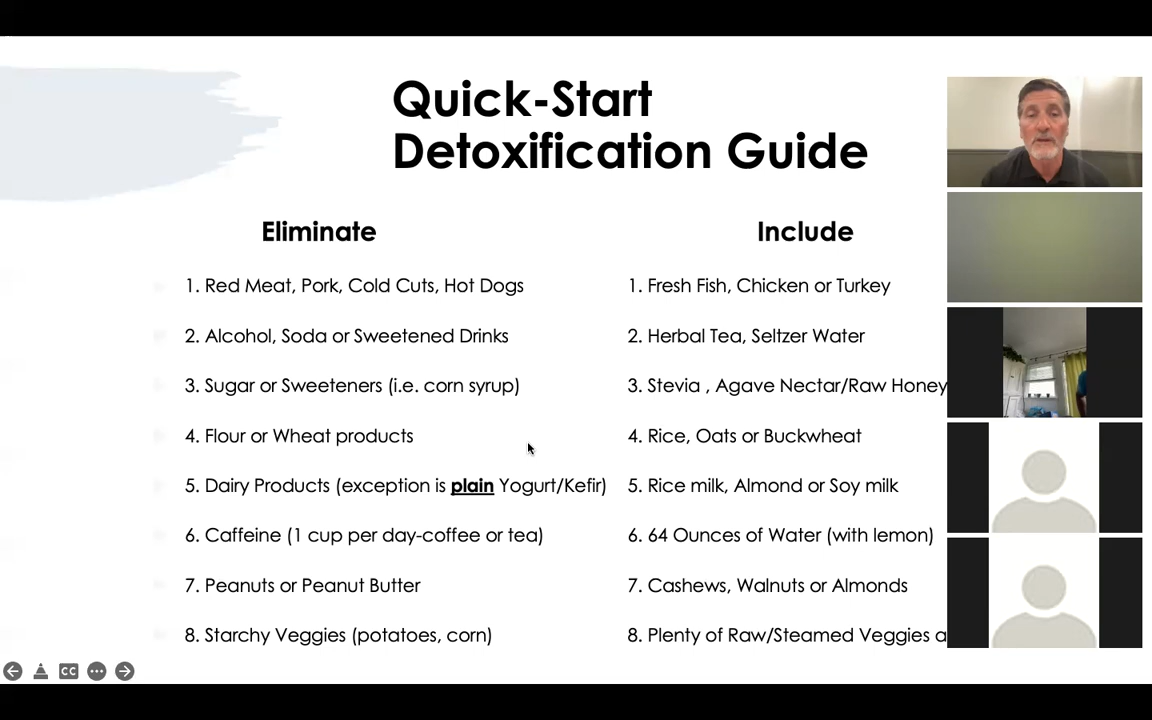 Quick-Start
Detoxification Guide
Eliminate
1. Red Meat, Pork, Cold Cuts, Hot Dogs
2. Alcohol, Soda or Sweetened Drinks
3. Sugar or Sweeteners (i.e. corn syrup)
4. Flour or Wheat products
5. Dairy Products (exception is plain Yogurt/Kefir)
6. Caffeine (1 cup per day-coffee or tea)
7. Peanuts or Peanut Butter
8. Starchy Veggies (potatoes, corn)
Include
1. Fresh Fish, Chicken or Turkey
2. Herbal Tea, Seltzer Water
3. Stevia , Agave Nectar/Raw Honey
4. Rice, Oats or Buckwheat
5. Rice milk, Almond or Soy milk
6. 64 Ounces of Water (with lemon)
7. Cashews, Walnuts or Almonds
8. Plenty of Raw/Steamed Veggies a
CC